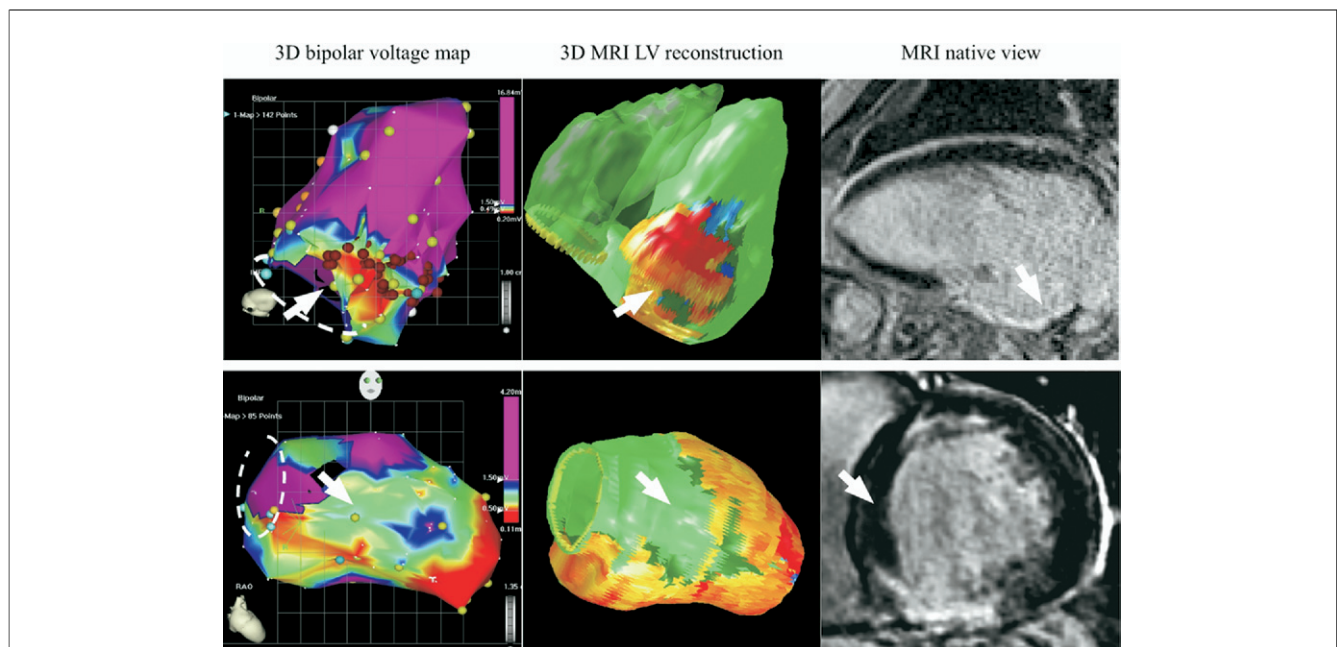 3D bipolar voltage map
3D MRI LV reconstruction
MRI native view
Bipolar
1-Map > 142 Points
16.84mV
1.50mV
0.20mV
1.00 cm
Bipolar
Map > 85 Points
4.20m
1.50mV
0.50mV
0.11m
1.35
RAO